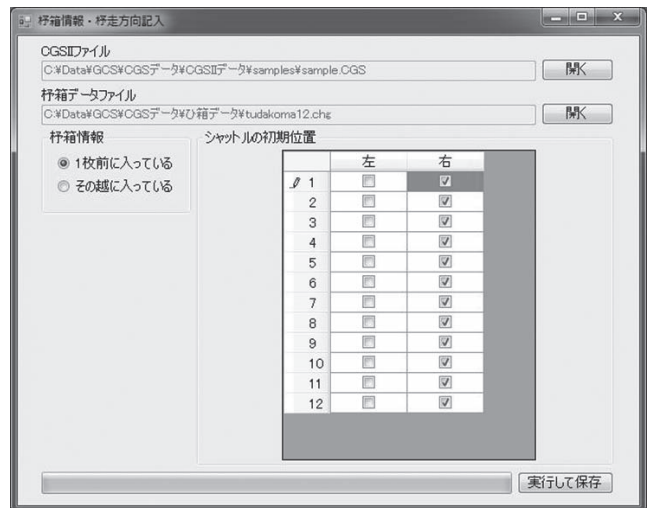 杼箱情報・杼走方向記入
CGSⅡファイル
C:¥Data¥GCS¥CGSデータ¥CGSⅡデータ¥samples¥sample.CGS
開く
杼箱データファイル
C:¥Data¥GCS¥CGSデータ¥ひ箱データ¥tudakoma12.chg
開く
杼箱情報
1枚前に入っている
その越に入っている
シャットルの初期位置
左 右
1
2
3
4
5
6
7
8
9
10
11
12
実行して保存